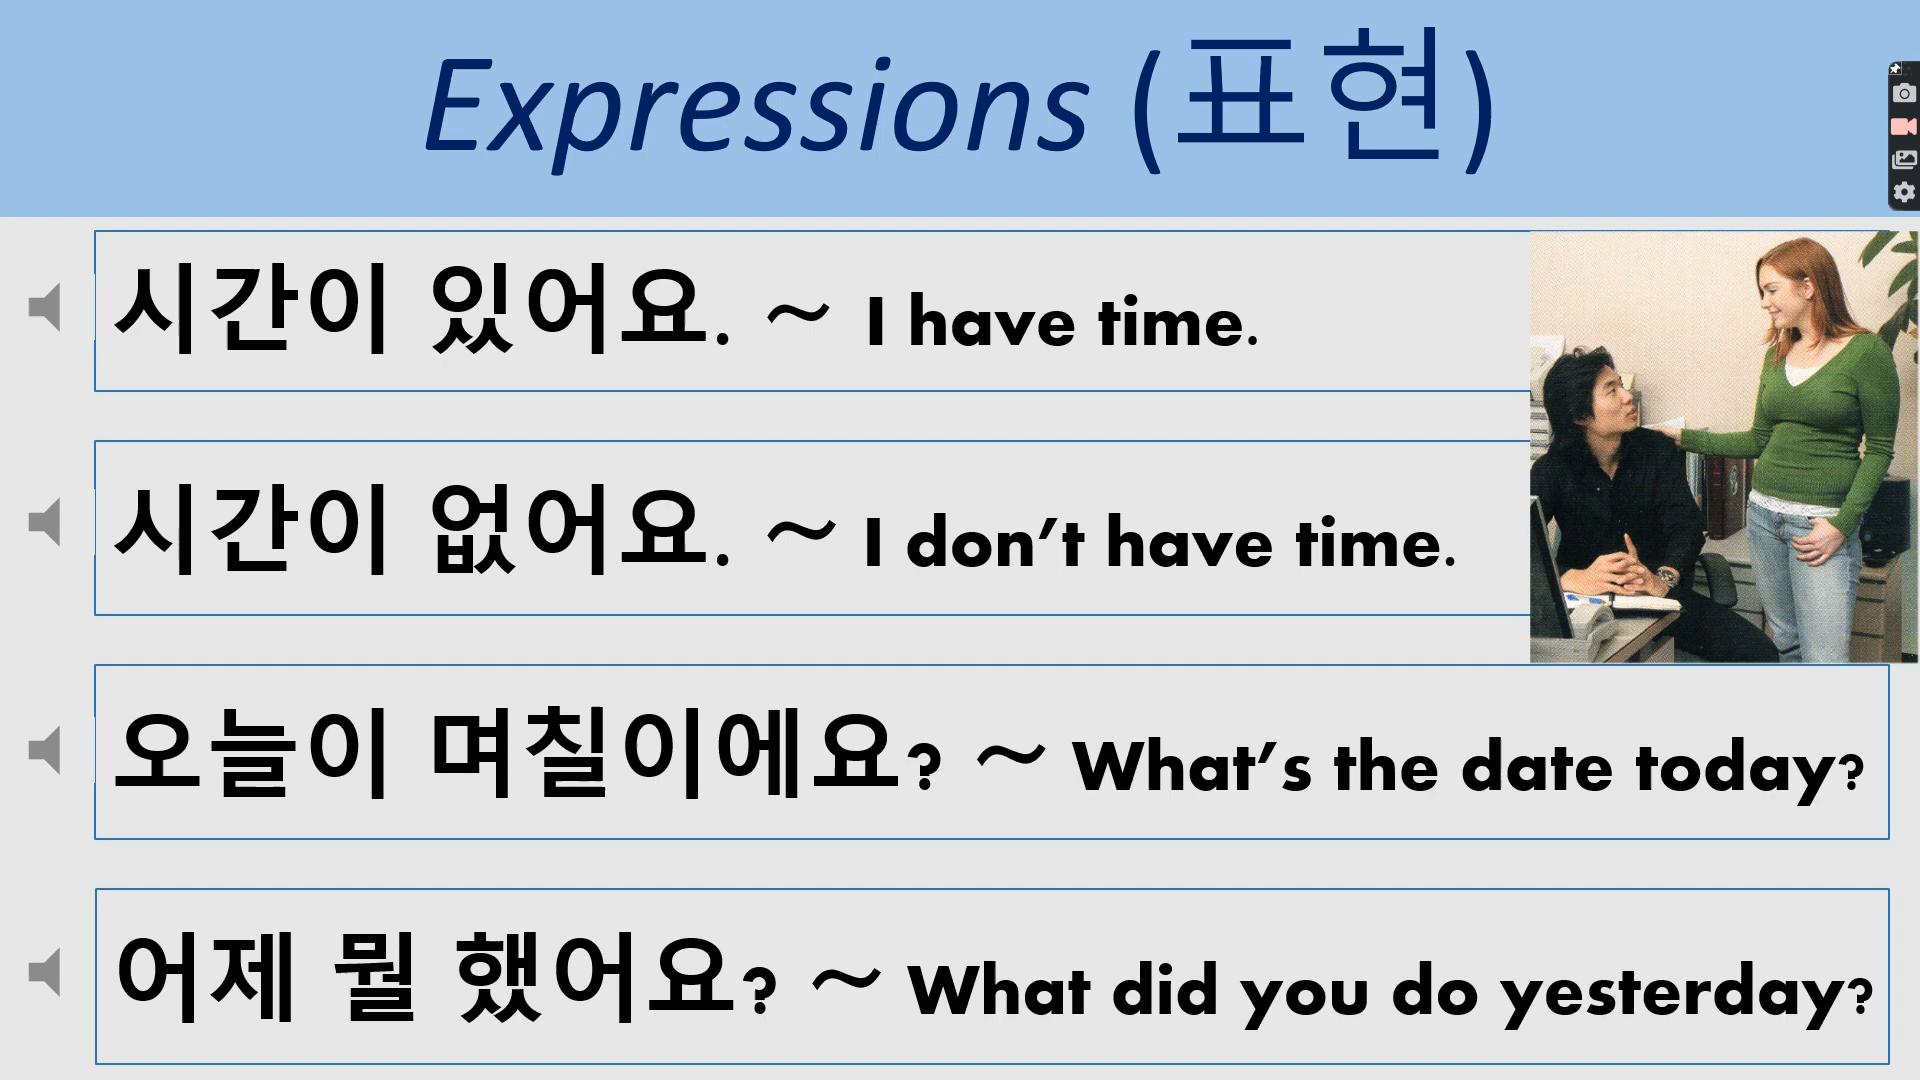 Expressions (표현)
시간이 있어요. ~ I have time.
시간이 없어요. ~ I don’t have time.
오늘이 며칠이에요? ~ What’s the date today?
어제 뭘 했어요? ~ What did you do yesterday?